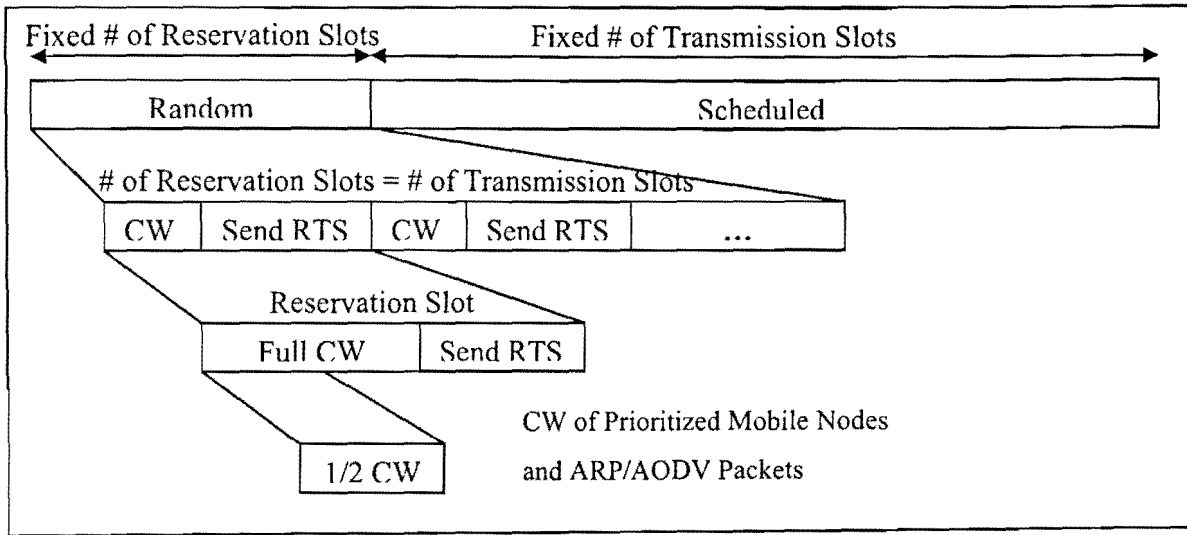 Fixed # of Reservation Slots
Fixed # of Transmission Slots
Random
Scheduled
# of Reservation Slots = # of Transmission Slots
CW
Send RTS
CW
Send RTS
...
Reservation Slot
Full CW
Send RTS
CW of Prioritized Mobile Nodes
1/2 CW
and ARP/AODV Packets